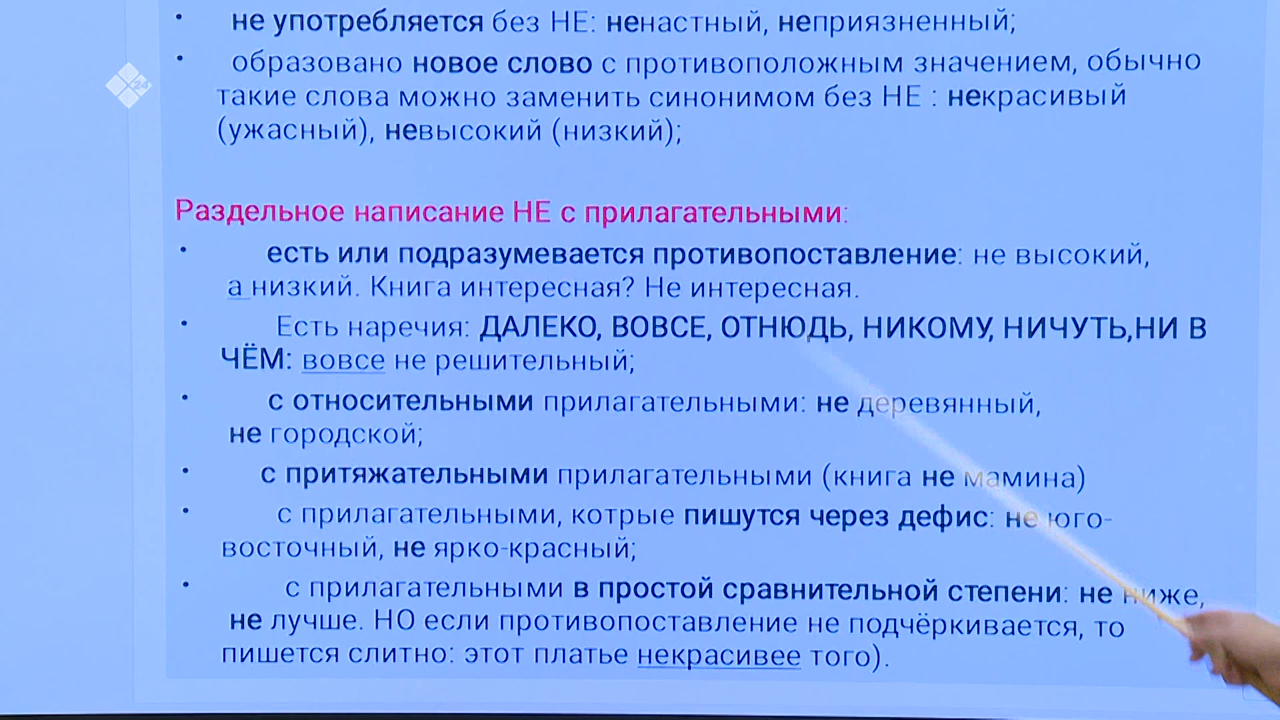 не употребляется без НЕ: ненастный, неприязненный;
образовано новое слово с противоположным значением, обычно
такие слова можно заменить синонимом без НЕ : некрасивый
(ужасный), невысокий (низкий);
24
Раздельное написание НЕ с прилагательными:
есть или подразумевается противопоставление: не высокий,
а низкий. Книга интересная? Не интересная.
Есть наречия: ДАЛЕКО, ВОВСЕ, ОТНЮДЬ, НИКОМУ, НИЧУТЬ,НИ В
ЧЁМ: вовсе не решительный;
с относительными прилагательными: не деревянный,
не городской;
с притяжательными прилагательными (книга не мамина)
с прилагательными, котрые пишутся через дефис: не юго-
восточный, не ярко-красный;
с прилагательными в простой сравнительной степени: не ниже,
не лучше. НО если противопоставление не подчёркивается, то
пишется слитно: этот платье некрасивее того).